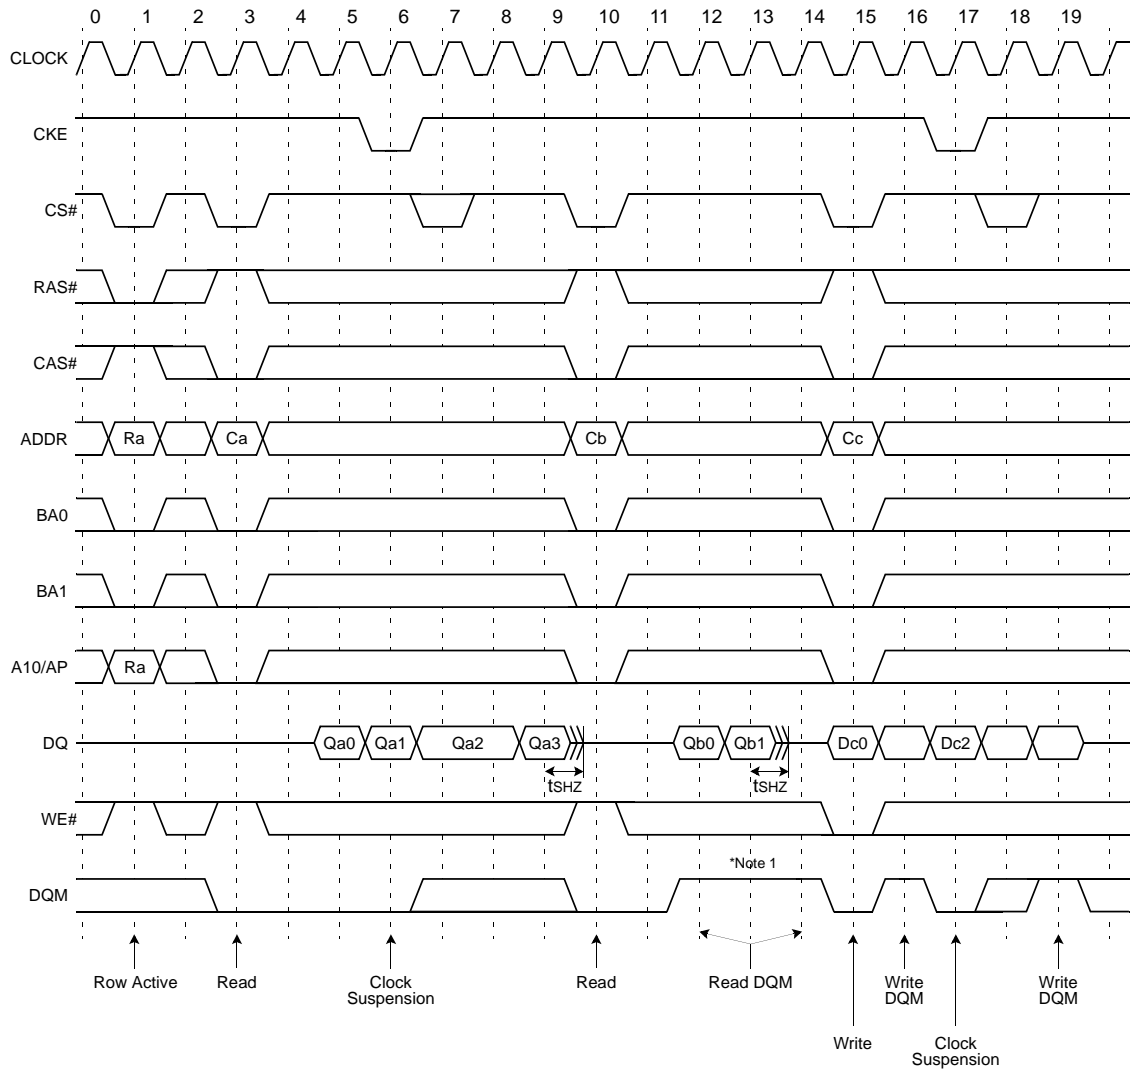 0 1 2 3 4 5 6 7 8 9 10 11 12 13 14 15 16 17 18 19
CLOCK
CKE
CS#
RAS#
CAS#
ADDR Ra Ca Cb Cc
BA0
BA1
A10/AP Ra
DQ Qa0 Qa1 Qa2 Qa3 Qb0 Qb1 Dc0 Dc2
tSHZ tSHZ
WE#
*Note 1
DQM
Row Active Read Clock Read Read DQM Write Write
Suspension DQM DQM
Write Clock
Suspension